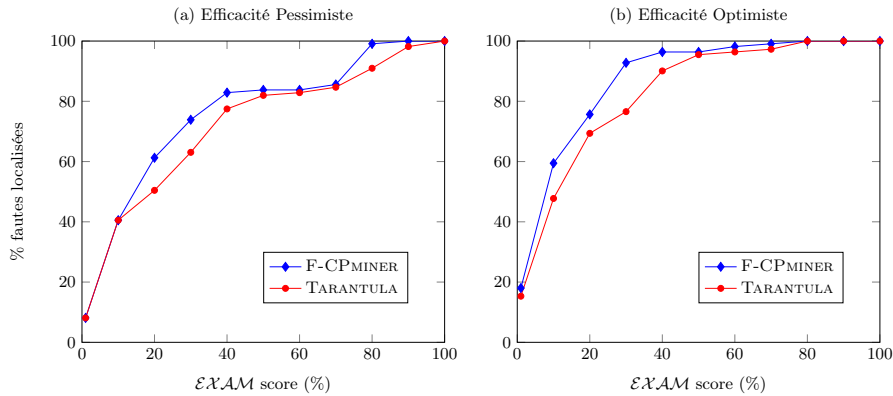 (a) Efficacité Pessimiste
100
80
60
40
20
0
0 20 40 60 80 100
% fautes localisées
EXAM score (%)
F-CPMINER
TARANTULA
(b) Efficacité Optimiste
100
80
60
40
20
0
0 20 40 60 80 100
EXAM score (%)
F-CPMINER
TARANTULA